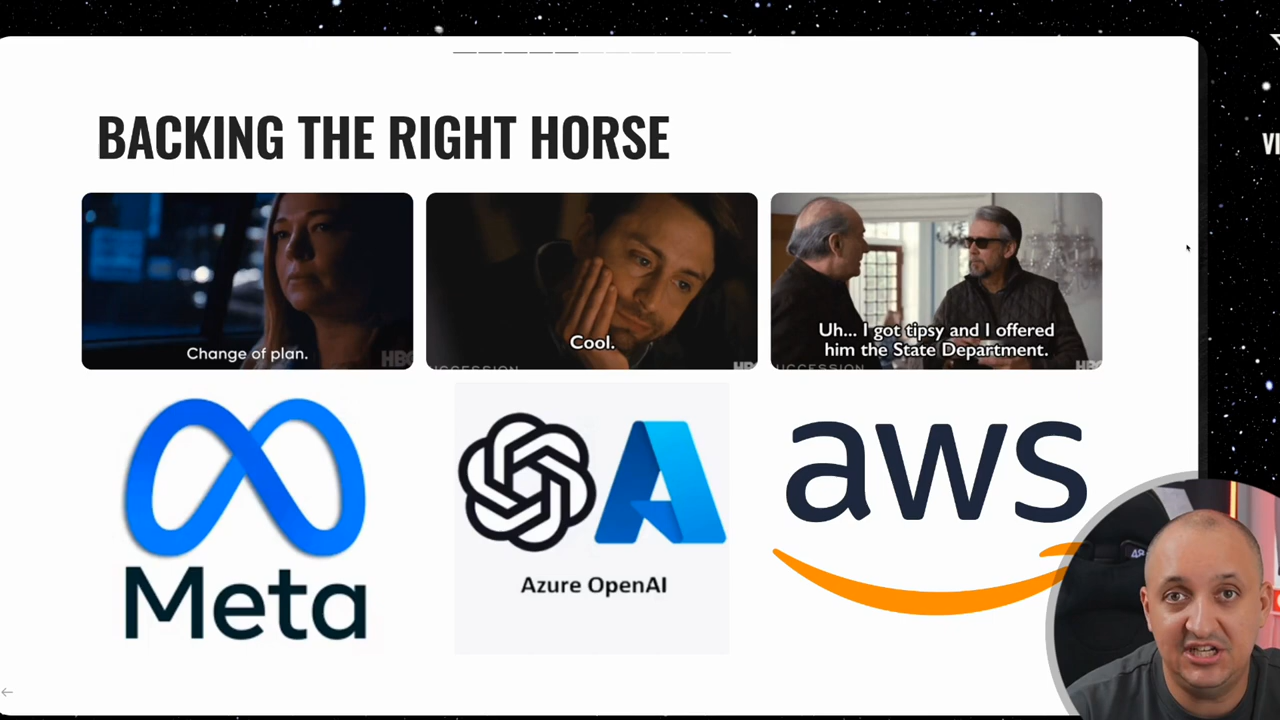 BACKING THE RIGHT HORSE
Change of plan.
HBO
Cool.
Uh... I got tipsy and I offered
him the State Department.
Meta
Azure OpenAI
aws